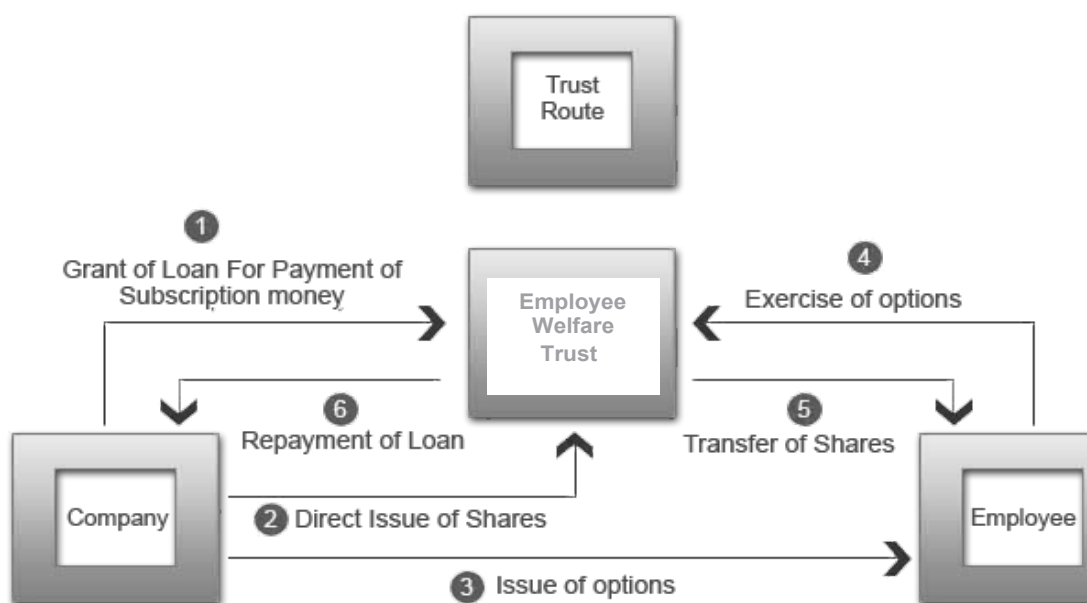 Trust
Route
1
Grant of Loan For Payment of
Subscription money
4
Exercise of options
Employee
Welfare
Trust
6
Repayment of Loan
5
Transfer of Shares
Company
2 Direct Issue of Shares
Employee
3 Issue of options